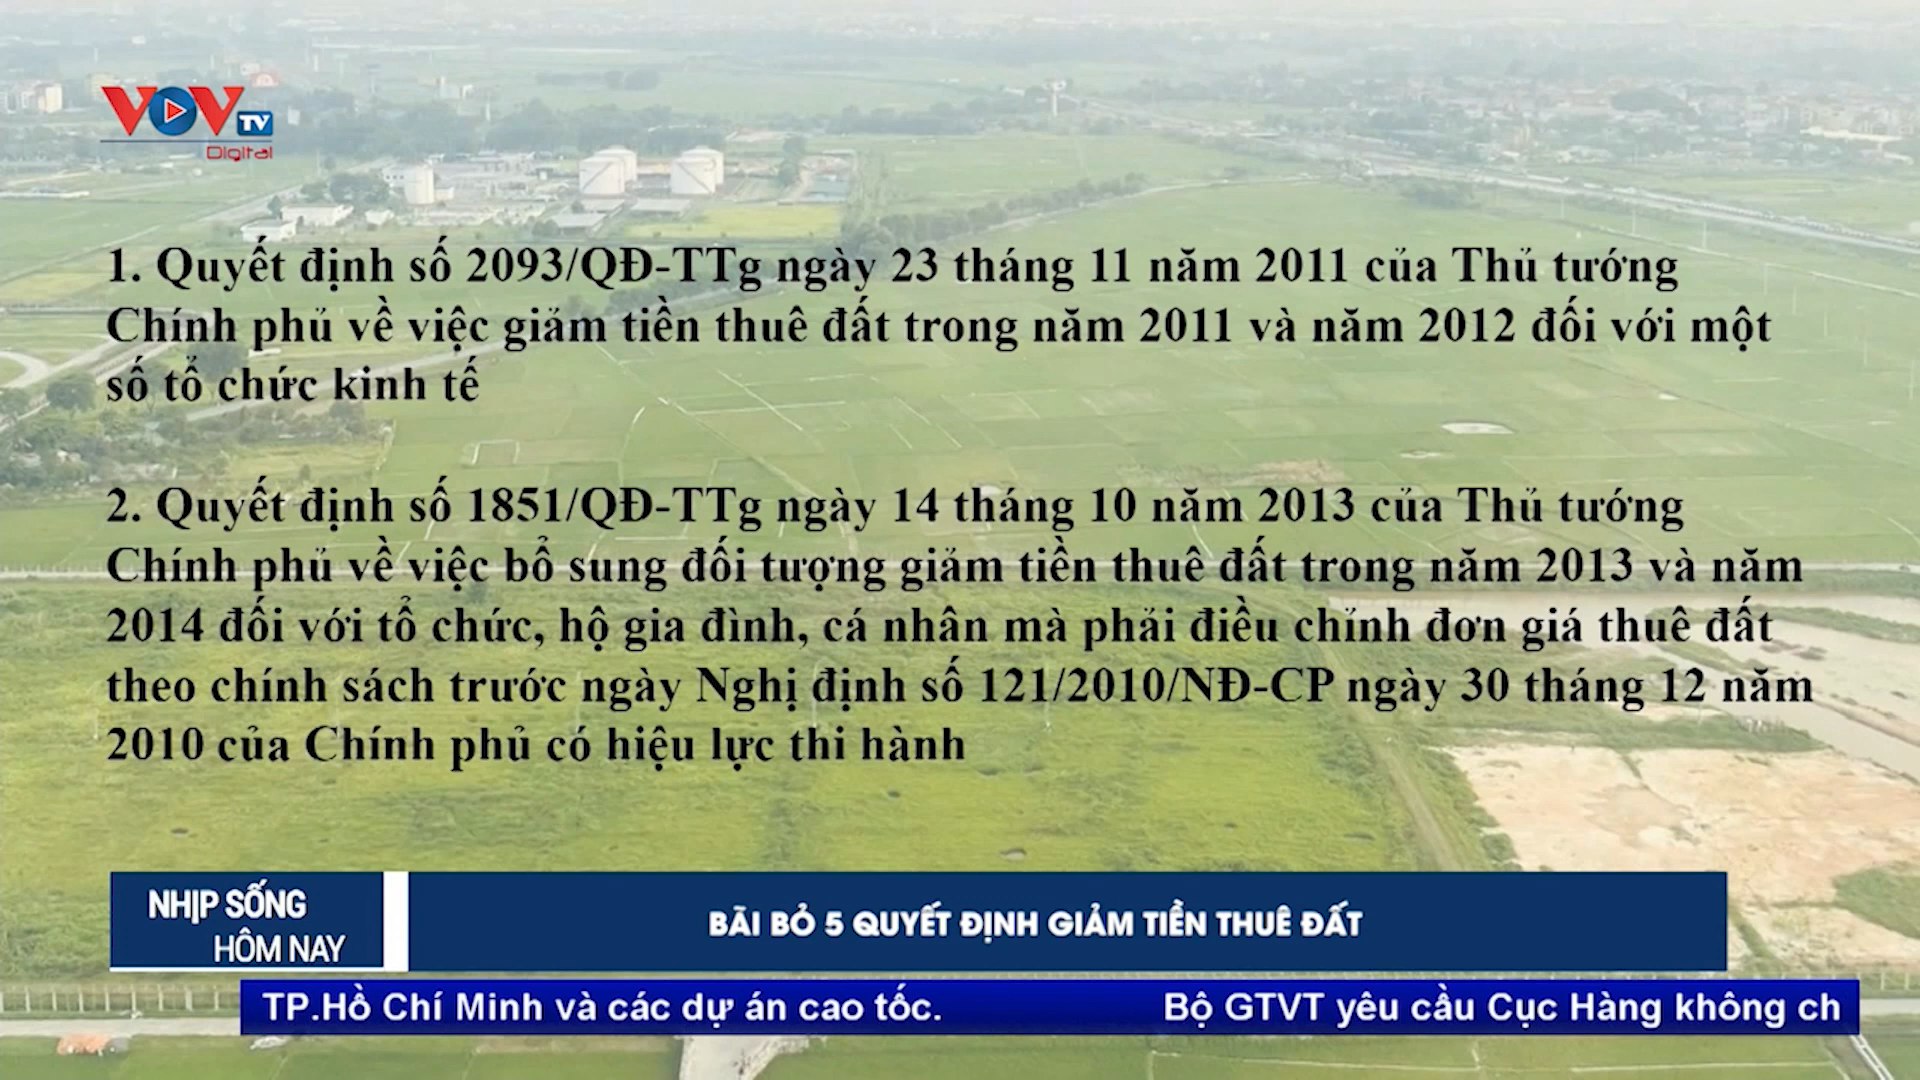 VOV TV
Digital
1. Quyết định số 2093/QĐ-TTg ngày 23 tháng 11 năm 2011 của Thủ tướng
Chính phủ về việc giảm tiền thuê đất trong năm 2011 và năm 2012 đối với một
số tổ chức kinh tế
2. Quyết định số 1851/QĐ-TTg ngày 14 tháng 10 năm 2013 của Thủ tướng
Chính phủ về việc bổ sung đối tượng giảm tiền thuê đất trong năm 2013 và năm
2014 đối với tổ chức, hộ gia đình, cá nhân mà phải điều chỉnh đơn giá thuê đất
theo chính sách trước ngày Nghị định số 121/2010/NĐ-CP ngày 30 tháng 12 năm
2010 của Chính phủ có hiệu lực thi hành
NHỊP SỐNG
HÔM NAY
BÃI BỎ 5 QUYẾT ĐỊNH GIẢM TIỀN THUÊ ĐẤT
TP.Hồ Chí Minh và các dự án cao tốc. Bộ GTVT yêu cầu Cục Hàng không ch